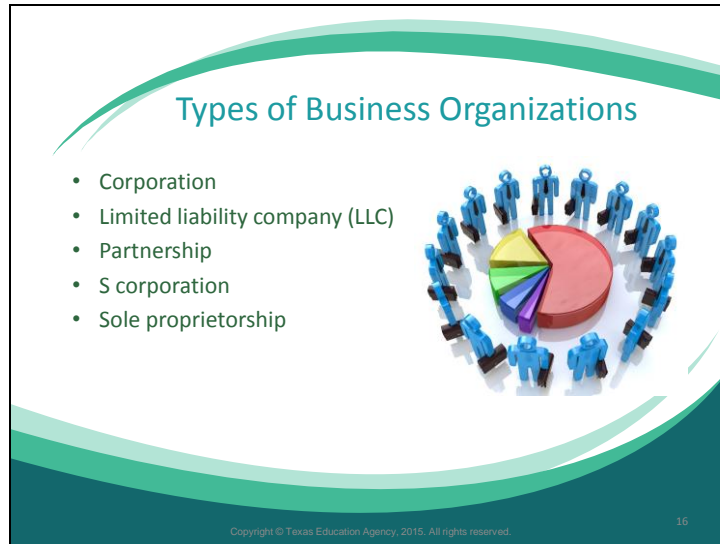 Types of Business Organizations
• Corporation
• Limited liability company (LLC)
• Partnership
• S corporation
• Sole proprietorship
Copyright © Texas Education Agency, 2015. All rights reserved.
16